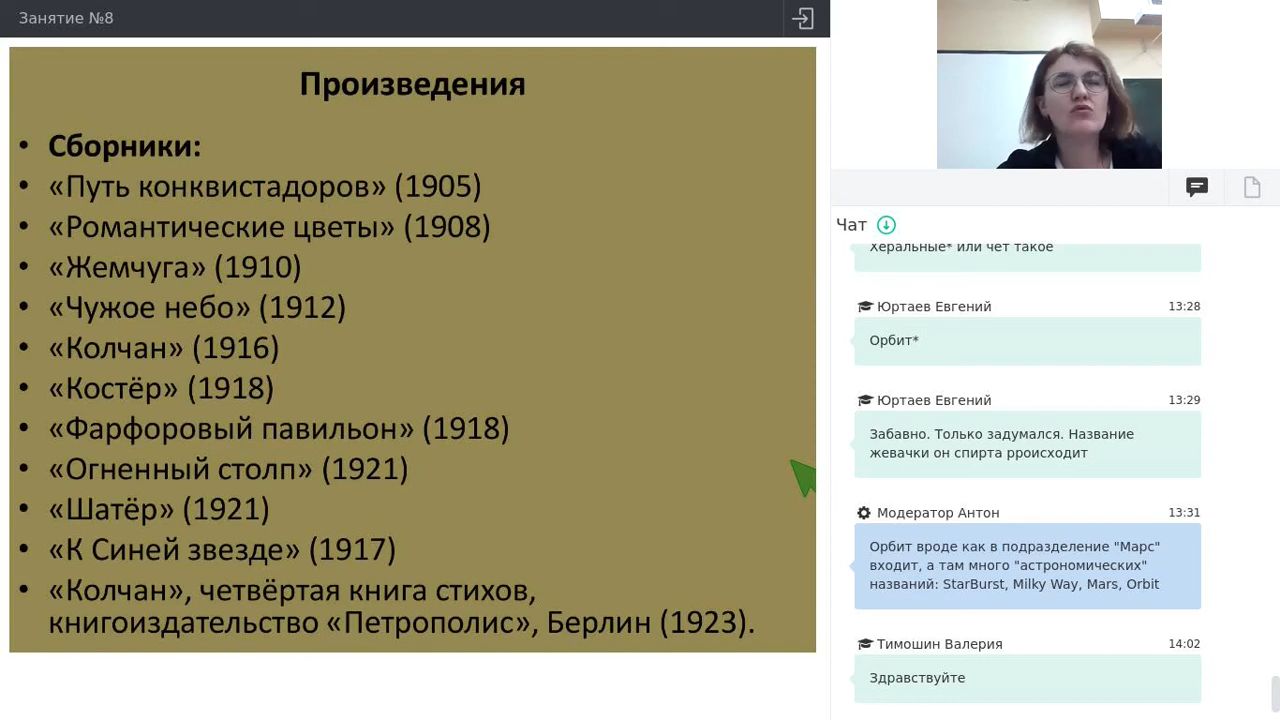 Занятие №8
Произведения
• Сборники:
• «Путь конквистадоров» (1905)
• «Романтические цветы» (1908)
• «Жемчуга» (1910)
• «Чужое небо» (1912)
• «Колчан» (1916)
• «Костёр» (1918)
• «Фарфоровый павильон» (1918)
• «Огненный столп» (1921)
• «Шатёр» (1921)
• «К Синей звезде» (1917)
• «Колчан», четвёртая книга стихов,
книгоиздательство «Петрополис», Берлин (1923).
Чат
Херальные* или чет такое
Юртаев Евгений 13:28
Орбит*
Юртаев Евгений 13:29
Забавно. Только задумался. Название
жевачки он спирта рроисходит
Модератор Антон 13:31
Орбит вроде как в подразделение "Марс"
входит, а там много "астрономических"
названий: StarBurst, Milky Way, Mars, Orbit
Тимошин Валерия 14:02
Здравствуйте